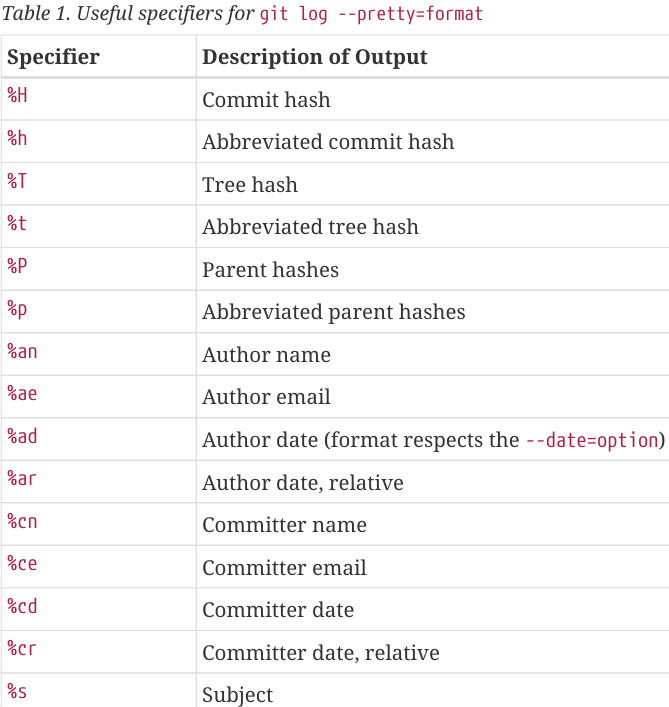 Table 1. Useful specifiers for git log --pretty=format
Specifier Description of Output
%H Commit hash
%h Abbreviated commit hash
%T Tree hash
%t Abbreviated tree hash
%P Parent hashes
%p Abbreviated parent hashes
%an Author name
%ae Author email
%ad Author date (format respects the --date=option)
%ar Author date, relative
%cn Committer name
%ce Committer email
%cd Committer date
%cr Committer date, relative
%s Subject